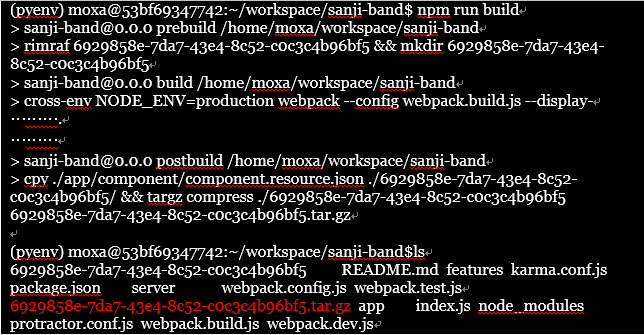 (pyenv) moxa@53bf69347742:~/workspace/sanji-band$ npm run build
> sanji-band@0.0.0 prebuild /home/moxa/workspace/sanji-band
> rimraf 6929858e-7da7-43e4-8c52-c0c3c4b96bf5 && mkdir 6929858e-7da7-43e4-
8c52-c0c3c4b96bf5
> sanji-band@0.0.0 build /home/moxa/workspace/sanji-band
> cross-env NODE_ENV=production webpack --config webpack.build.js --display-
……….
………
> sanji-band@0.0.0 postbuild /home/moxa/workspace/sanji-band
> cpy ./app/component/component.resource.json ./6929858e-7da7-43e4-8c52-
c0c3c4b96bf5/ && targz compress ./6929858e-7da7-43e4-8c52-c0c3c4b96bf5
6929858e-7da7-43e4-8c52-c0c3c4b96bf5.tar.gz
(pyenv) moxa@53bf69347742:~/workspace/sanji-band$ls
6929858e-7da7-43e4-8c52-c0c3c4b96bf5 README.md features karma.conf.js
package.json server webpack.config.js webpack.test.js
6929858e-7da7-43e4-8c52-c0c3c4b96bf5.tar.gz app index.js node_modules
protractor.conf.js webpack.build.js webpack.dev.js